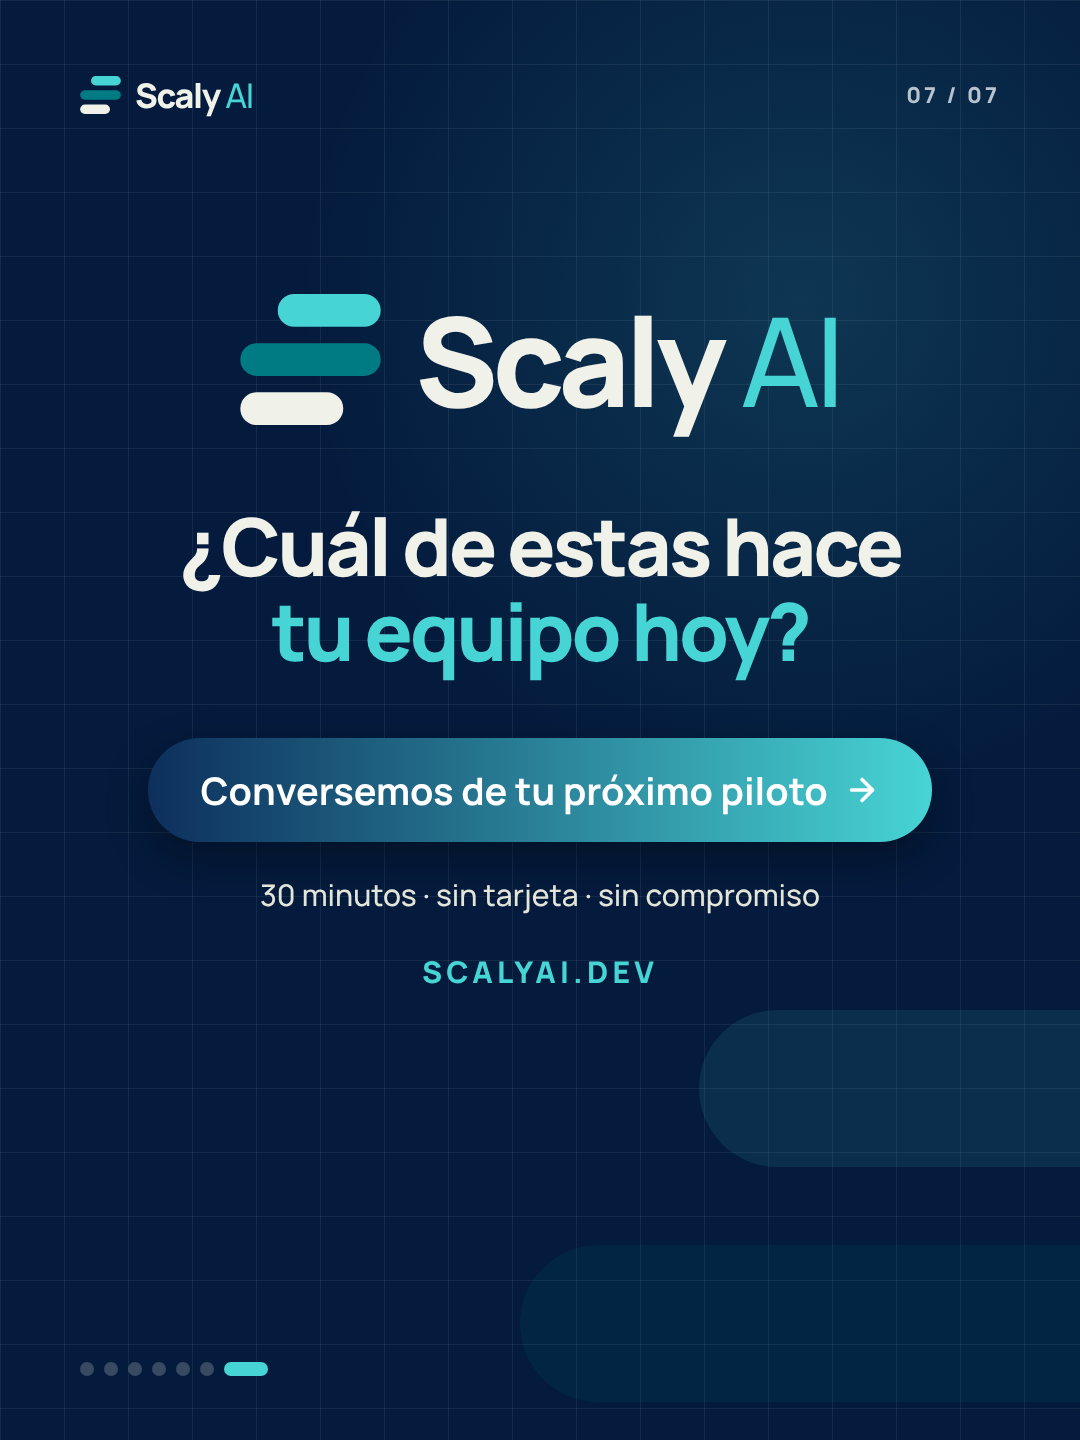 Scaly AI
07 / 07
Scaly AI
¿Cuál de estas hace
tu equipo hoy?
Conversemos de tu próximo piloto →
30 minutos · sin tarjeta · sin compromiso
SCALYAI.DEV